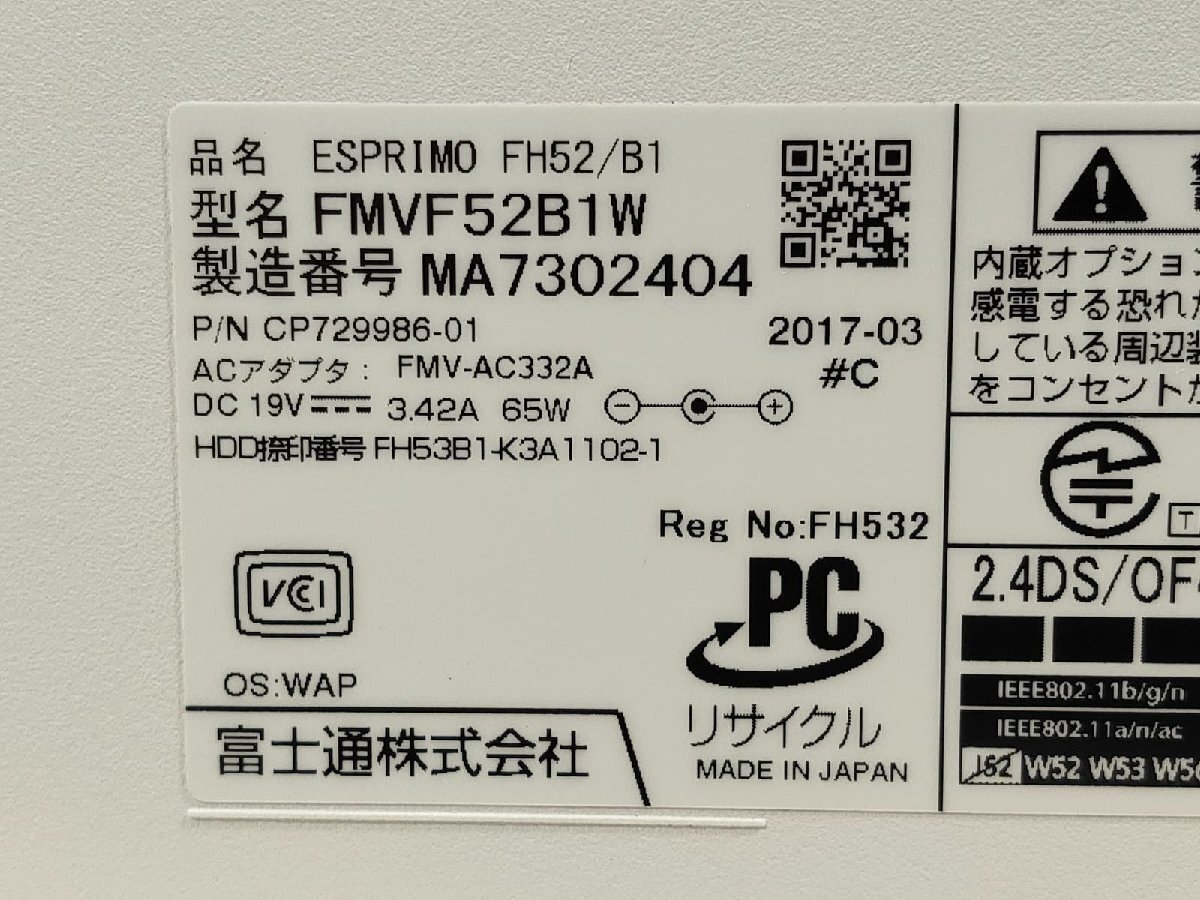 品名 ESPRIMO FH52/B1
型名 FMVF52B1W
製造番号 MA7302404
P/N CP729986-01
2017-03
ACアダプタ: FMV-AC332A
#C
DC 19V 3.42A 65W
HDD捺印番号 FH53B1-K3A1102-1
Reg No:FH532
VCCI
PC
OS:WAP
リサイクル
富士通株式会社
MADE IN JAPAN
内蔵オプション
感電する恐れ
している周辺装
をコンセント
T
2.4DS/OF4
IEEE802.11b/g/n
IEEE802.11a/n/ac
J52 W52 W53 W56